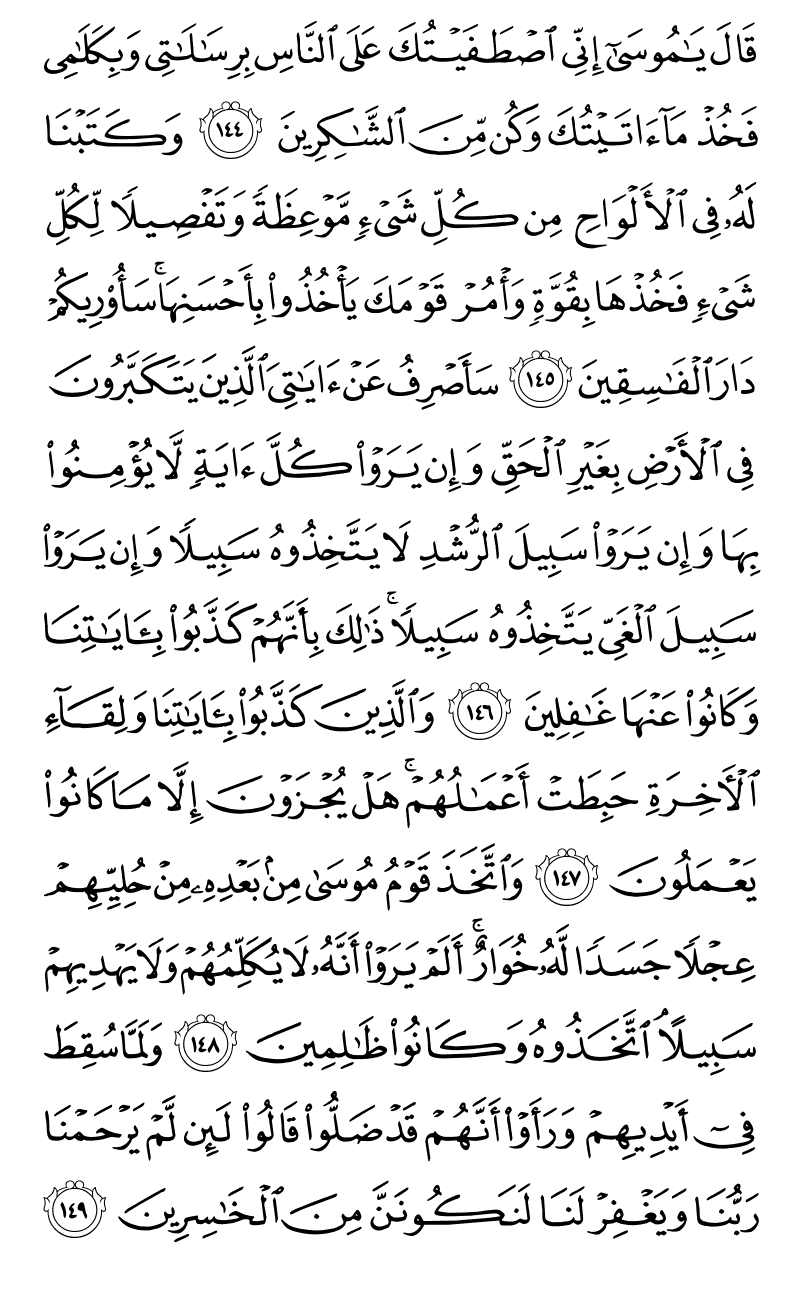 قَالَ يَٰمُوسَىٰٓ إِنِّي ٱصۡطَفَيۡتُكَ عَلَى ٱلنَّاسِ بِرِسَٰلَٰتِي وَبِكَلَٰمِي
فَخُذۡ مَآ ءَاتَيۡتُكَ وَكُن مِّنَ ٱلشَّٰكِرِينَ ١٤٤ وَكَتَبۡنَا
لَهُۥ فِي ٱلۡأَلۡوَاحِ مِن كُلِّ شَيۡءٖ مَّوۡعِظَةٗ وَتَفۡصِيلٗا لِّكُلِّ
شَيۡءٖ فَخُذۡهَا بِقُوَّةٖ وَأۡمُرۡ قَوۡمَكَ يَأۡخُذُواْ بِأَحۡسَنِهَاۚ سَأُوْرِيكُمۡ
دَارَ ٱلۡفَٰسِقِينَ ١٤٥ سَأَصۡرِفُ عَنۡ ءَايَٰتِيَ ٱلَّذِينَ يَتَكَبَّرُونَ
فِي ٱلۡأَرۡضِ بِغَيۡرِ ٱلۡحَقِّ وَإِن يَرَوۡاْ كُلَّ ءَايَةٖ لَّا يُؤۡمِنُواْ
بِهَا وَإِن يَرَوۡاْ سَبِيلَ ٱلرُّشۡدِ لَا يَتَّخِذُوهُ سَبِيلٗا وَإِن يَرَوۡاْ
سَبِيلَ ٱلۡغَيِّ يَتَّخِذُوهُ سَبِيلٗاۚ ذَٰلِكَ بِأَنَّهُمۡ كَذَّبُواْ بِـَٔايَٰتِنَا
وَكَانُواْ عَنۡهَا غَٰفِلِينَ ١٤٦ وَٱلَّذِينَ كَذَّبُواْ بِـَٔايَٰتِنَا وَلِقَآءِ
ٱلۡأٓخِرَةِ حَبِطَتۡ أَعۡمَٰلُهُمۡۚ هَلۡ يُجۡزَوۡنَ إِلَّا مَا كَانُواْ
يَعۡمَلُونَ ١٤٧ وَٱتَّخَذَ قَوۡمُ مُوسَىٰ مِنۢ بَعۡدِهِۦ مِنۡ حُلِيِّهِمۡ
عِجۡلٗا جَسَدٗا لَّهُۥ خُوَارٌۚ أَلَمۡ يَرَوۡاْ أَنَّهُۥ لَا يُكَلِّمُهُمۡ وَلَا يَهۡدِيهِمۡ
سَبِيلًاۘ ٱتَّخَذُوهُ وَكَانُواْ ظَٰلِمِينَ ١٤٨ وَلَمَّا سُقِطَ
فِيٓ أَيۡدِيهِمۡ وَرَأَوۡاْ أَنَّهُمۡ قَدۡ ضَلُّواْ قَالُواْ لَئِن لَّمۡ يَرۡحَمۡنَا
رَبُّنَا وَيَغۡفِرۡ لَنَا لَنَكُونَنَّ مِنَ ٱلۡخَٰسِرِينَ ١٤٩